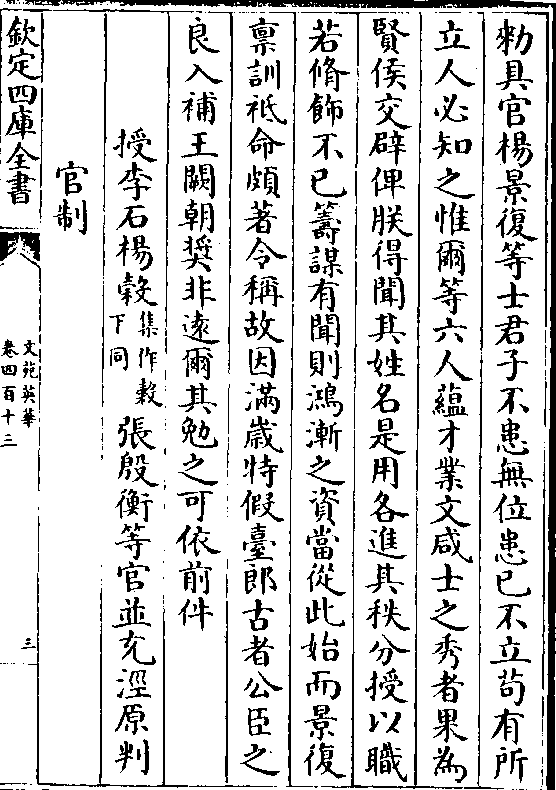 勑具官楊景復等士君子不患無位患已不立苟有所
立人必知之惟爾等六人蘊才業文咸士之秀者果為
賢侯交辟俾朕得聞其姓名是用各進其秩分授以職
若脩飾不已籌謀有聞則鴻漸之資當從此始而景復
禀訓祗命頗著令稱故因滿歲特假臺郎古者公臣之
良入補王闕朝奬非遠爾其勉之可依前件
授李石楊㲄集作穀下同張殷衡等官並充涇原判
官制
欽定四庫全書
文苑英華
卷四百十三
三